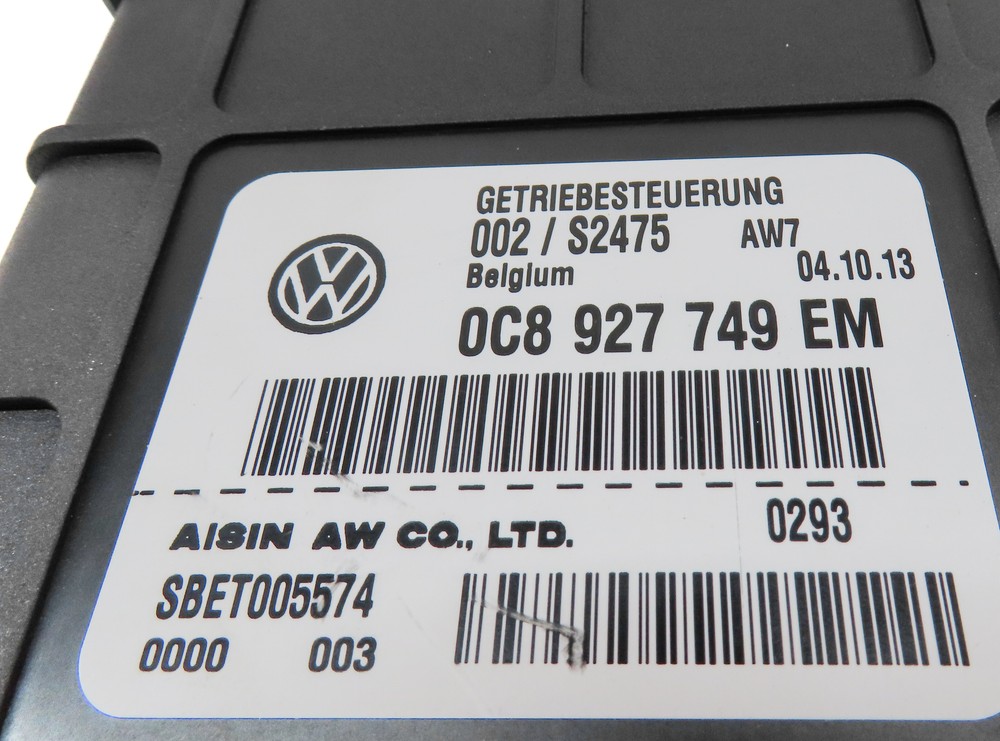 GETRIEBESTEUERUNG
002 / S2475 AW7
Belgium 04.10.13
0C8 927 749 EM
AISIN AW CO., LTD. 0293
SBET005574
0000 003